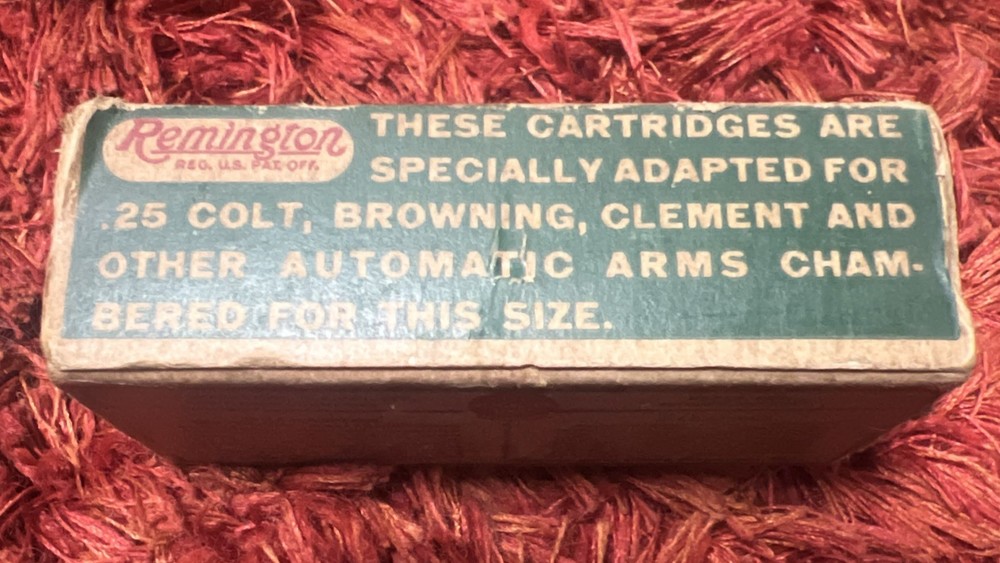 Remington
REG. U.S. PAT. OFF.
THESE CARTRIDGES ARE
SPECIALLY ADAPTED FOR
.25 COLT, BROWNING, CLEMENT AND
OTHER AUTOMATIC ARMS CHAM-
BERED FOR THIS SIZE.